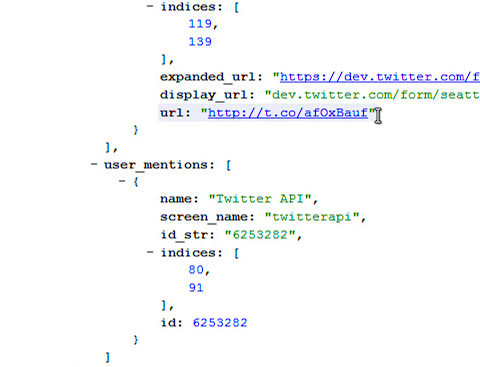 - indices: [
119,
139
],
expanded_url: "https://dev.twitter.com/f
display_url: "dev.twitter.com/form/seatt
url: "http://t.co/afOxBauf"
}
],
- user_mentions: [
- {
name: "Twitter API",
screen_name: "twitterapi",
id_str: "6253282",
- indices: [
80,
91
],
id: 6253282
}
]